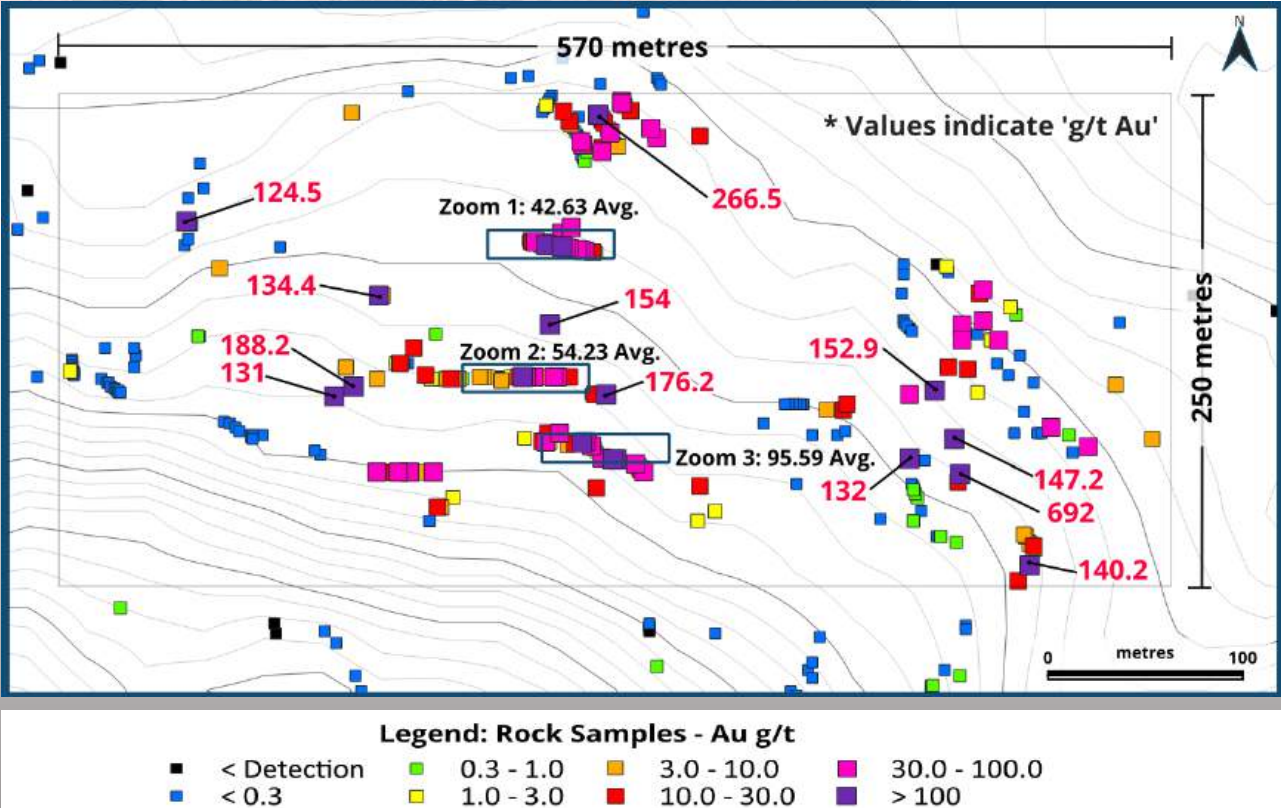 N
570 metres
* Values indicate 'g/t Au'
124.5
266.5
Zoom 1: 42.63 Avg.
134.4
154
250 metres
188.2
Zoom 2: 54.23 Avg.
152.9
131
176.2
Zoom 3: 95.59 Avg.
147.2
132
692
140.2
0 metres 100
Legend: Rock Samples - Au g/t
< Detection 0.3 - 1.0 3.0 - 10.0 30.0 - 100.0
< 0.3 1.0 - 3.0 10.0 - 30.0 > 100